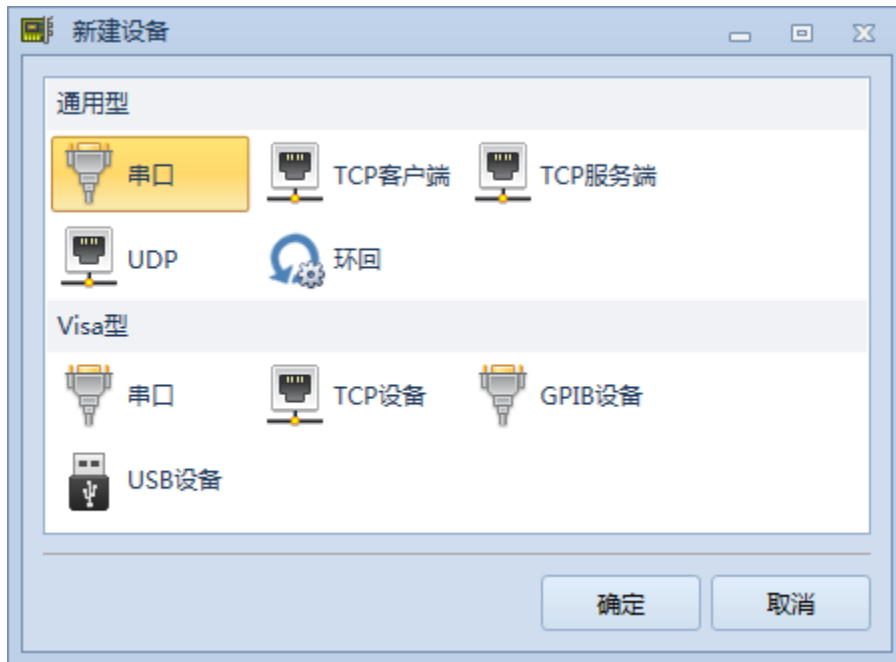 新建设备
通用型
串口 TCP客户端 TCP服务端
UDP 环回
Visa型
串口 TCP设备 GPIB设备
USB设备
确定 取消